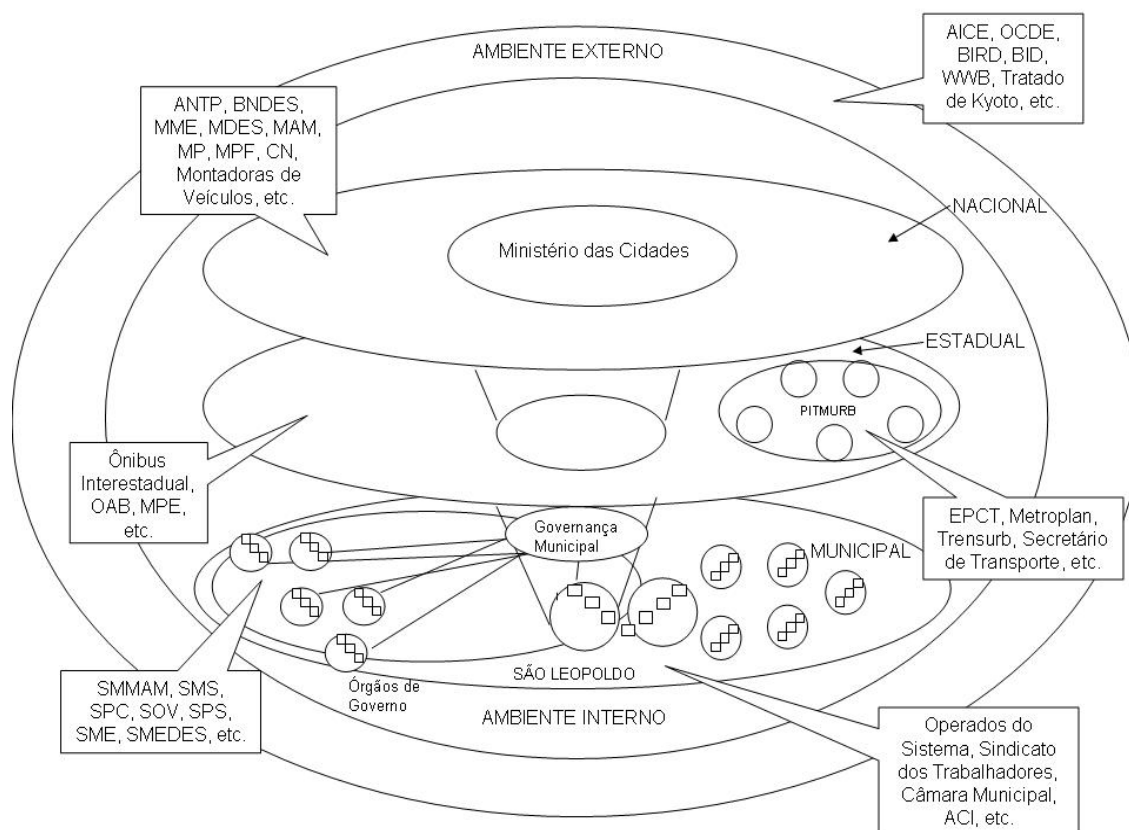 AMBIENTE EXTERNO
AICE, OCDE,
BIRD, BID,
WWB, Tratado
de Kyoto, etc.
ANTP, BNDES,
MME, MDES, MAM,
MP, MPF, CN,
Montadoras de
Veículos, etc.
NACIONAL
Ministério das Cidades
ESTADUAL
PITMURB
Ônibus
Interestadual,
OAB, MPE,
etc.
EPCT, Metroplan,
Trensurb, Secretário
de Transporte, etc.
Governança
Municipal
MUNICIPAL
SÃO LEOPOLDO
Órgãos de
Governo
SMMAM, SMS,
SPC, SOV, SPS,
SME, SMEDES, etc.
AMBIENTE INTERNO
Operados do
Sistema, Sindicato
dos Trabalhadores,
Câmara Municipal,
ACI, etc.